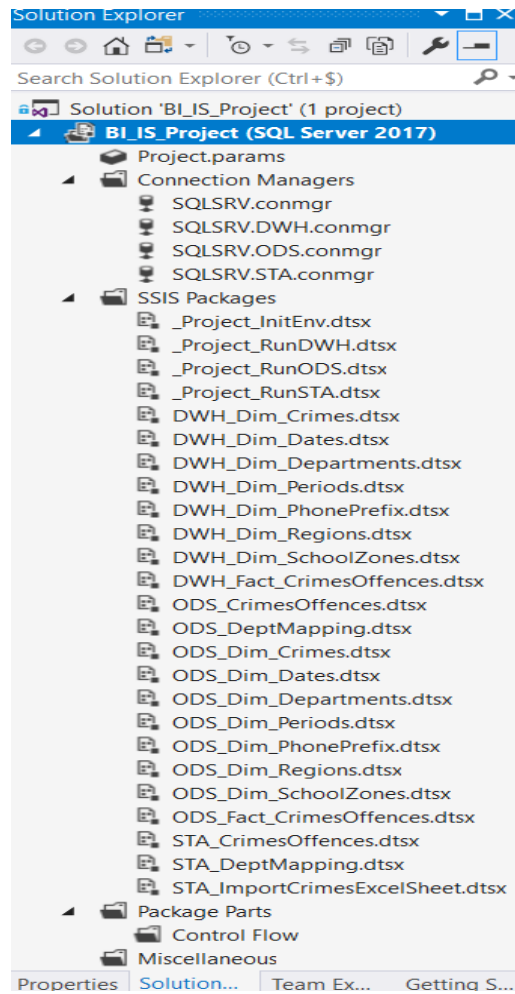 Solution Explorer
Search Solution Explorer (Ctrl+$)
Solution 'BI_IS_Project' (1 project)
BI_IS_Project (SQL Server 2017)
Project.params
Connection Managers
SQLSRV.conmgr
SQLSRV.DWH.conmgr
SQLSRV.ODS.conmgr
SQLSRV.STA.conmgr
SSIS Packages
_Project_InitEnv.dtsx
_Project_RunDWH.dtsx
_Project_RunODS.dtsx
_Project_RunSTA.dtsx
DWH_Dim_Crimes.dtsx
DWH_Dim_Dates.dtsx
DWH_Dim_Departments.dtsx
DWH_Dim_Periods.dtsx
DWH_Dim_PhonePrefix.dtsx
DWH_Dim_Regions.dtsx
DWH_Dim_SchoolZones.dtsx
DWH_Fact_CrimesOffences.dtsx
ODS_CrimesOffences.dtsx
ODS_DeptMapping.dtsx
ODS_Dim_Crimes.dtsx
ODS_Dim_Dates.dtsx
ODS_Dim_Departments.dtsx
ODS_Dim_Periods.dtsx
ODS_Dim_PhonePrefix.dtsx
ODS_Dim_Regions.dtsx
ODS_Dim_SchoolZones.dtsx
ODS_Fact_CrimesOffences.dtsx
STA_CrimesOffences.dtsx
STA_DeptMapping.dtsx
STA_ImportCrimesExcelSheet.dtsx
Package Parts
Control Flow
Miscellaneous
Properties Solution... Team Ex... Getting S...